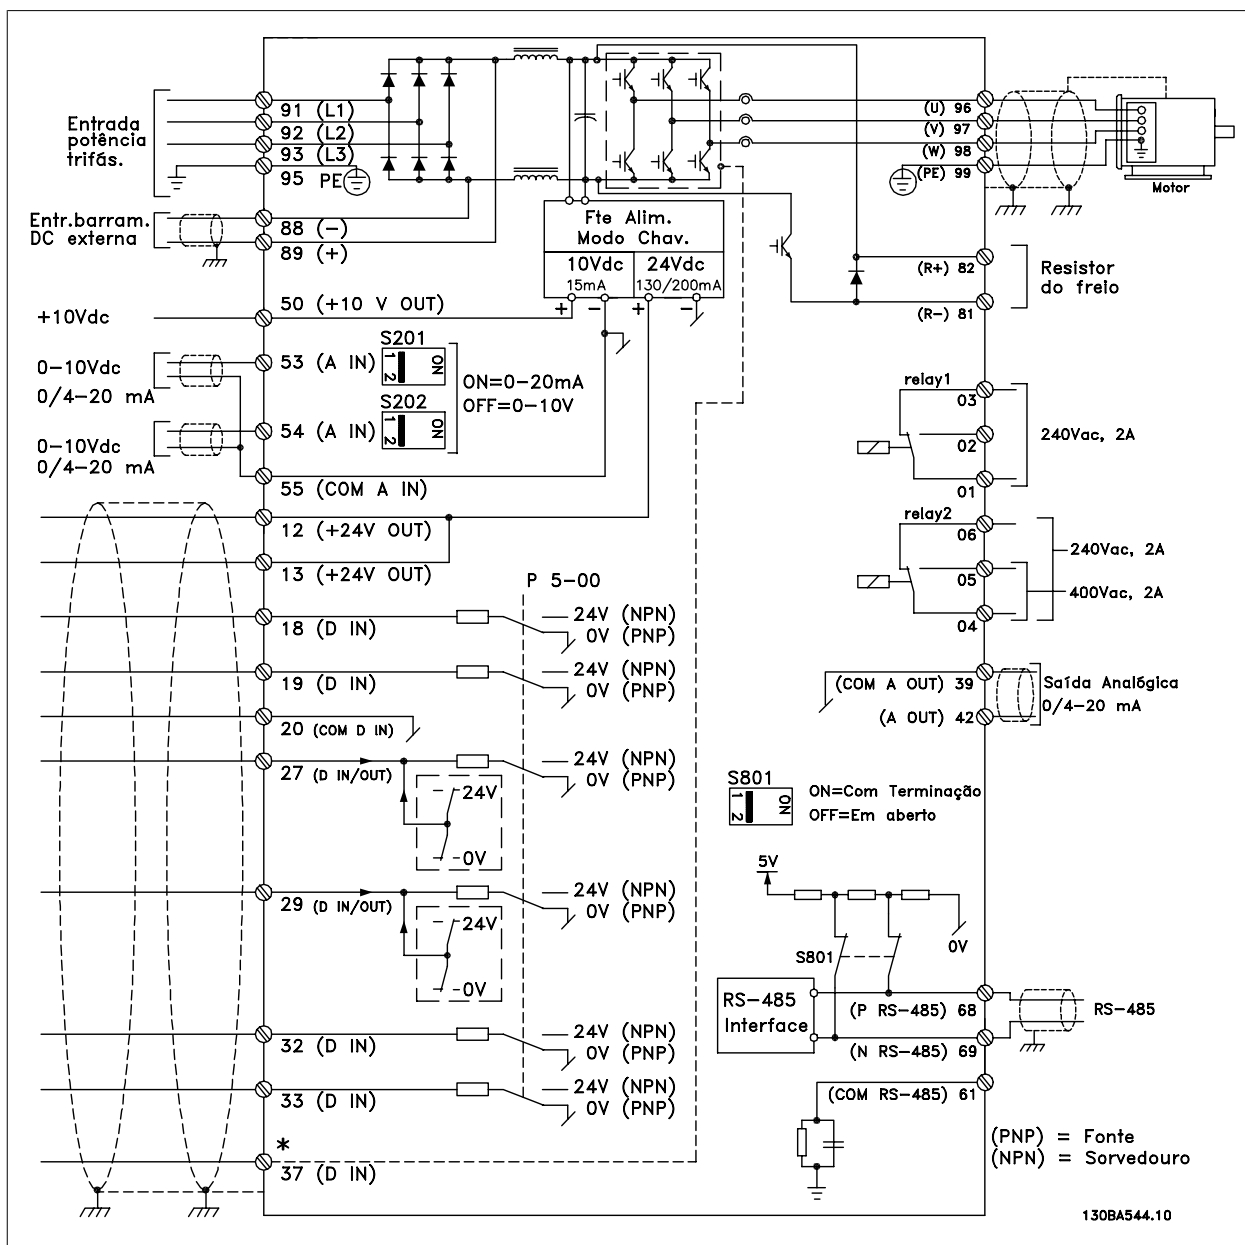 Entrada
potência
trifás.
91 (L1)
92 (L2)
93 (L3)
95 PE
Entr.barram.
DC externa
88 (−)
89 (+)
+10Vdc
50 (+10 V OUT)
0−10Vdc
0/4−20 mA
53 (A IN)
S201
1 2
ON
ON=0−20mA
OFF=0−10V
S202
1 2
ON
0−10Vdc
0/4−20 mA
54 (A IN)
55 (COM A IN)
12 (+24V OUT)
13 (+24V OUT)
P 5-00
18 (D IN)
24V (NPN)
0V (PNP)
19 (D IN)
24V (NPN)
0V (PNP)
20 (COM D IN)
27 (D IN/OUT)
24V (NPN)
0V (PNP)
24V
0V
29 (D IN/OUT)
24V (NPN)
0V (PNP)
24V
0V
32 (D IN)
24V (NPN)
0V (PNP)
33 (D IN)
24V (NPN)
0V (PNP)
*
37 (D IN)
Fte Alim.
Modo Chav.
10Vdc
15mA
24Vdc
130/200mA
+ − + −
(U) 96
(V) 97
(W) 98
(PE) 99
Motor
(R+) 82
(R−) 81
Resistor
do freio
relay1
03
02
01
240Vac, 2A
relay2
06
05
04
240Vac, 2A
400Vac, 2A
(COM A OUT) 39
(A OUT) 42
Saída Analógica
0/4−20 mA
S801
1 2
ON
ON=Com Terminação
OFF=Em aberto
5V
0V
S801
RS−485
Interface
(P RS−485) 68
(N RS−485) 69
RS−485
(COM RS−485) 61
(PNP) = Fonte
(NPN) = Sorvedouro
130BA544.10